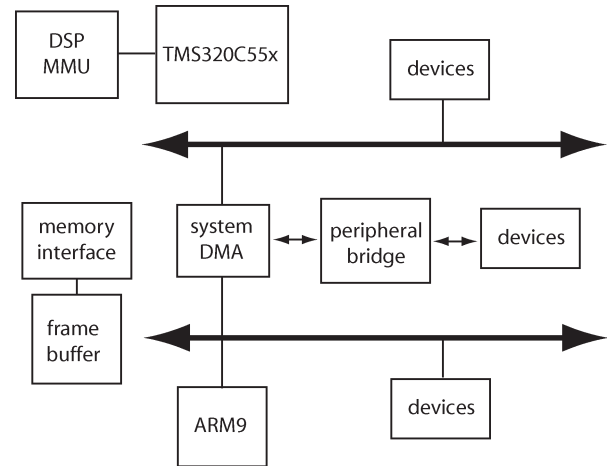 DSP
MMU
TMS320C55x
devices
memory
interface
system
DMA
peripheral
bridge
devices
frame
buffer
ARM9
devices